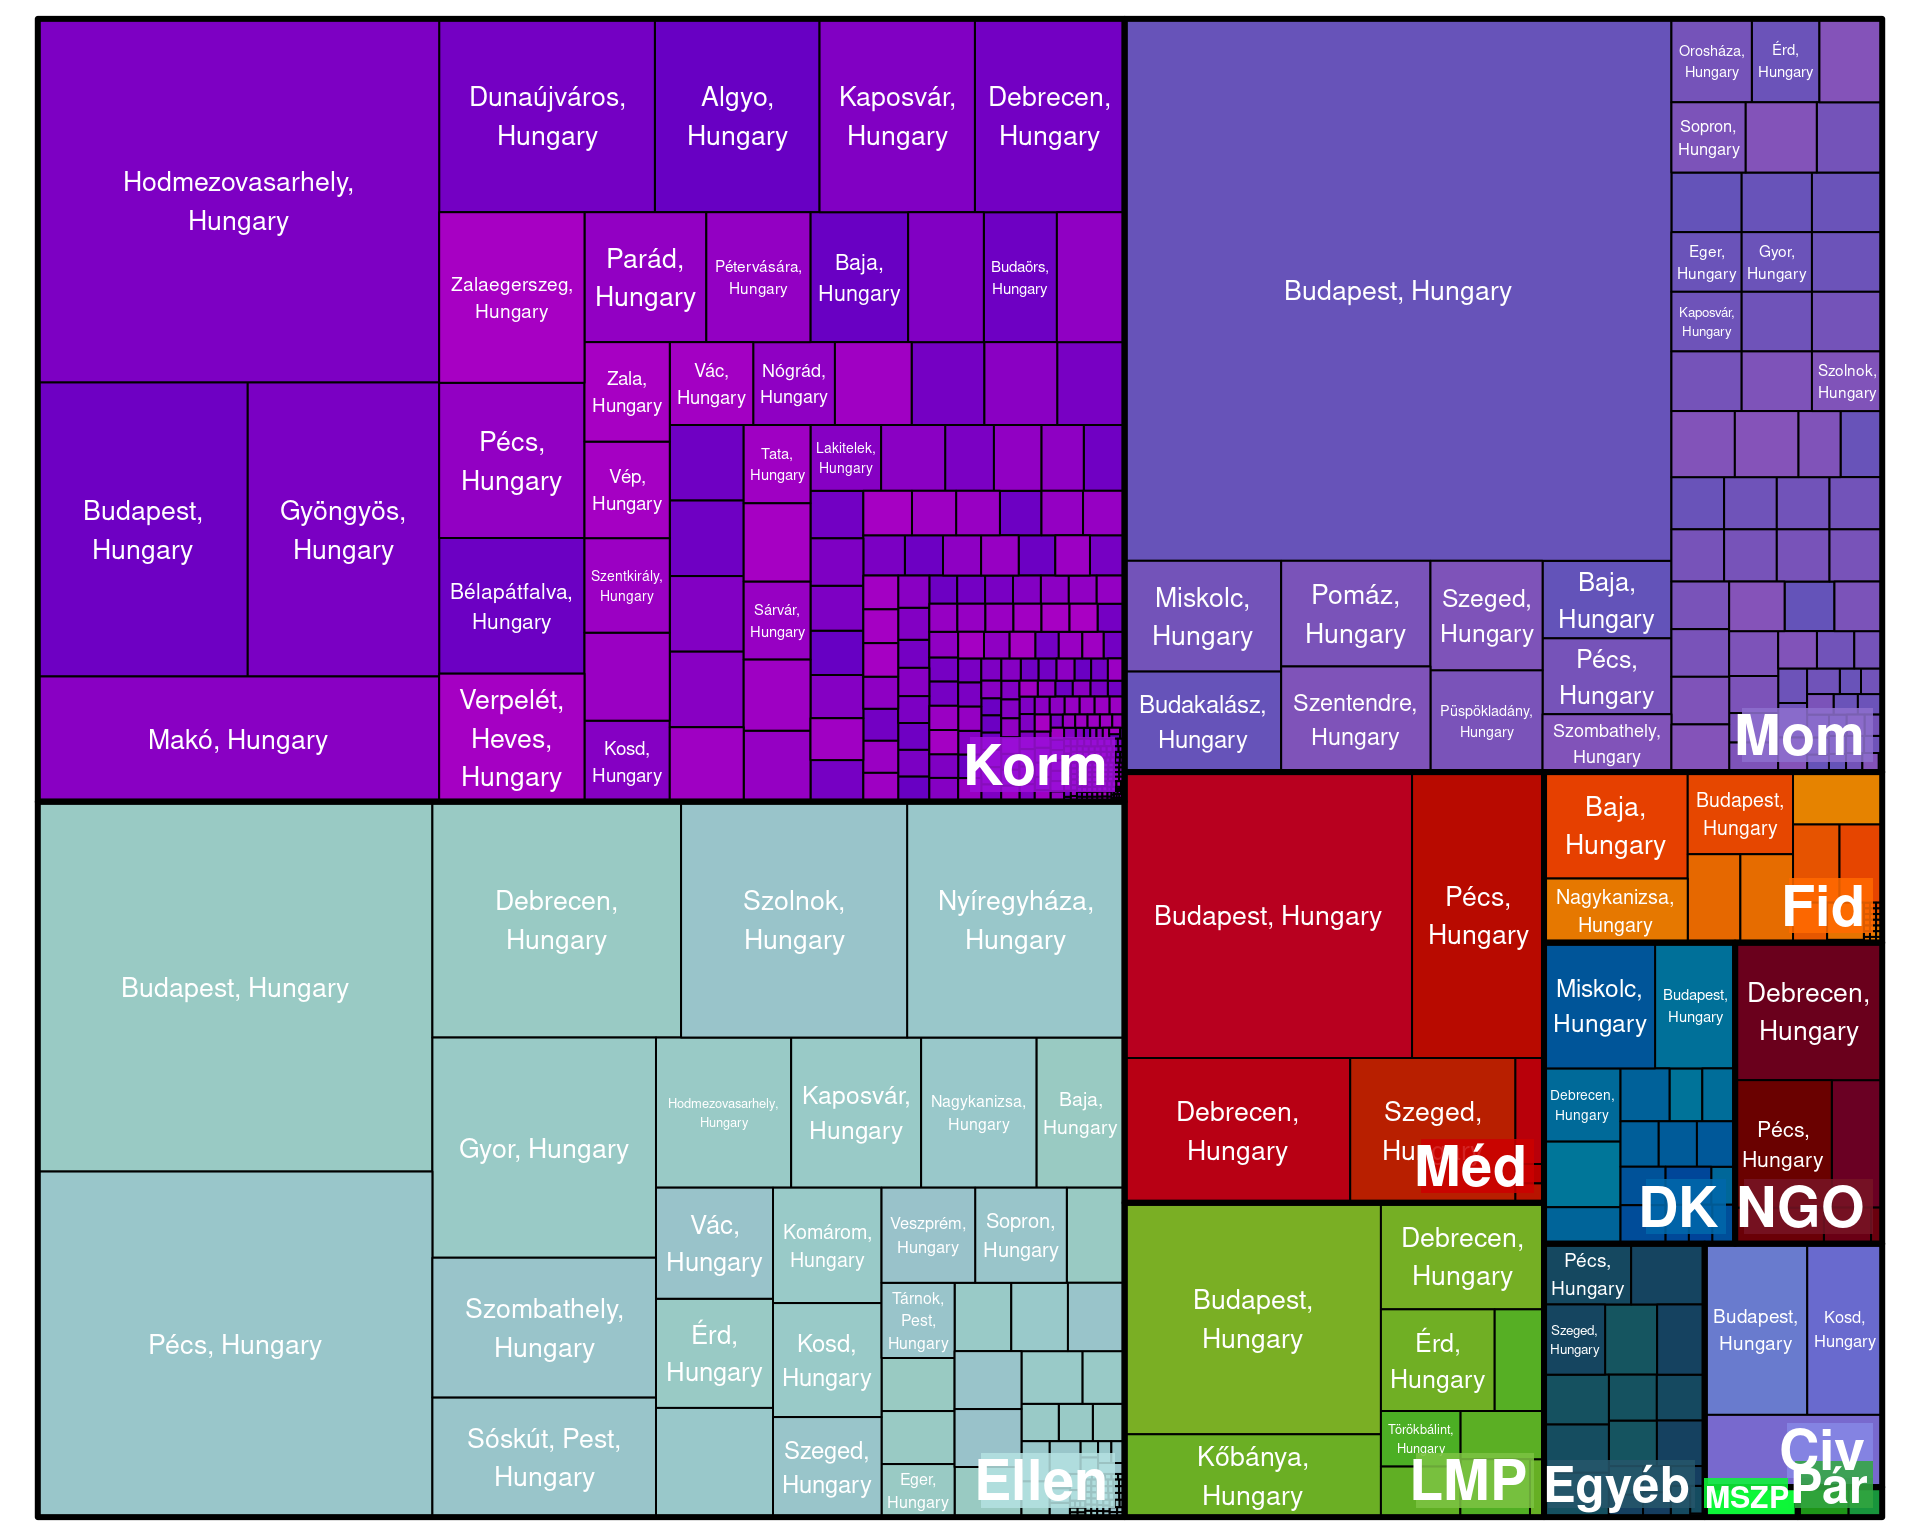 Hodmezovasarhely,
Hungary
Dunaújváros,
Hungary
Algyo,
Hungary
Kaposvár,
Hungary
Debrecen,
Hungary
Zalaegerszeg,
Hungary
Parád,
Hungary
Pétervására,
Hungary
Baja,
Hungary
Budaörs,
Hungary
Zala,
Hungary
Vác,
Hungary
Nógrád,
Hungary
Budapest,
Hungary
Gyöngyös,
Hungary
Pécs,
Hungary
Vép,
Hungary
Tata,
Hungary
Lakitelek,
Hungary
Bélapátfalva,
Hungary
Szentkirály,
Hungary
Sárvár,
Hungary
Makó, Hungary
Verpelét,
Heves,
Hungary
Kosd,
Hungary
Korm
Budapest, Hungary
Orosháza,
Hungary
Érd,
Hungary
Sopron,
Hungary
Eger,
Hungary
Gyor,
Hungary
Kaposvár,
Hungary
Szolnok,
Hungary
Miskolc,
Hungary
Pomáz,
Hungary
Szeged,
Hungary
Baja,
Hungary
Pécs,
Hungary
Budakalász,
Hungary
Szentendre,
Hungary
Püspökladány,
Hungary
Szombathely,
Hungary
Mom
Budapest, Hungary
Debrecen,
Hungary
Szolnok,
Hungary
Nyíregyháza,
Hungary
Gyor, Hungary
Hodmezovasarhely,
Hungary
Kaposvár,
Hungary
Nagykanizsa,
Hungary
Baja,
Hungary
Pécs, Hungary
Vác,
Hungary
Komárom,
Hungary
Veszprém,
Hungary
Sopron,
Hungary
Szombathely,
Hungary
Érd,
Hungary
Kosd,
Hungary
Tárnok,
Pest,
Hungary
Sóskút, Pest,
Hungary
Szeged,
Hungary
Eger,
Hungary
Ellen
Budapest, Hungary
Pécs,
Hungary
Debrecen,
Hungary
Szeged,
Hungary
Méd
Baja,
Hungary
Budapest,
Hungary
Nagykanizsa,
Hungary
Fid
Miskolc,
Hungary
Budapest,
Hungary
Debrecen,
Hungary
DK
Debrecen,
Hungary
Pécs,
Hungary
NGO
Budapest,
Hungary
Debrecen,
Hungary
Érd,
Hungary
Törökbálint,
Hungary
Kőbánya,
Hungary
LMP
Pécs,
Hungary
Szeged,
Hungary
Egyéb
Budapest,
Hungary
Kosd,
Hungary
Civ
MSZP
Pár